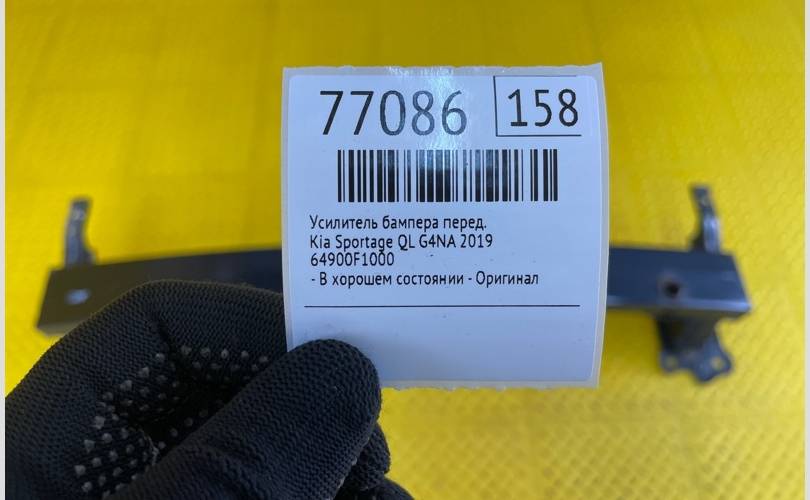 77086 158
Усилитель бампера перед.
Kia Sportage QL G4NA 2019
64900F1000
- В хорошем состоянии - Оригинал